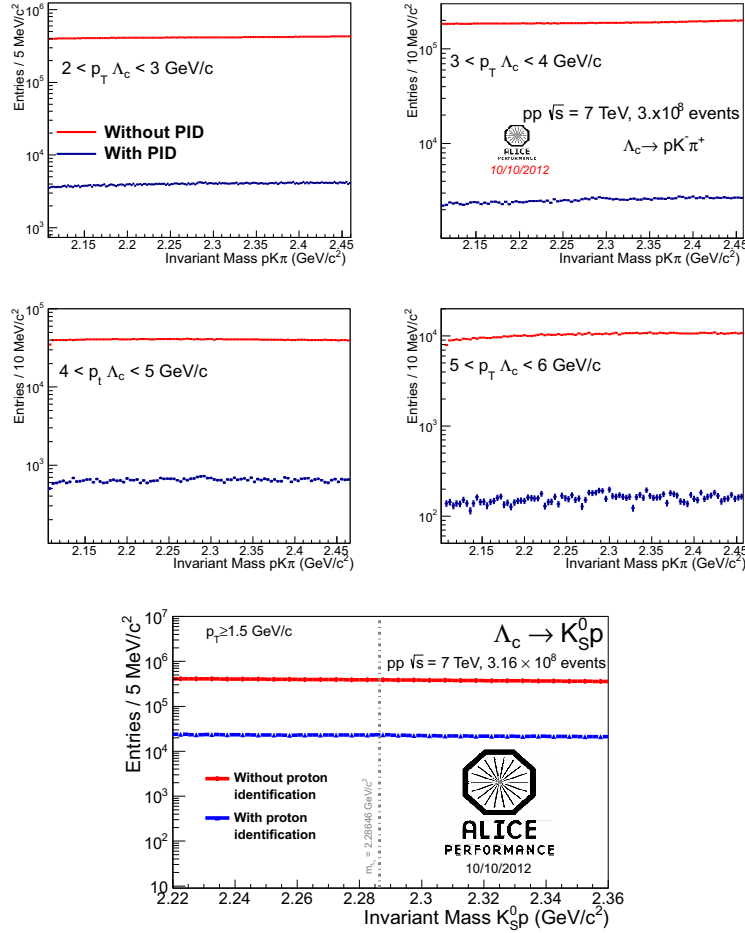 Entries / 5 MeV/c²
10⁶
10⁵
10⁴
10³
2 < p_T Λ_c < 3 GeV/c
Without PID
With PID
2.15 2.2 2.25 2.3 2.35 2.4 2.45
Invariant Mass pKπ (GeV/c²)
Entries / 10 MeV/c²
10⁵
10⁴
10³
3 < p_T Λ_c < 4 GeV/c
pp √s = 7 TeV, 3.x10⁸ events
Λ_c→ pK⁻π⁺
ALICE
PERFORMANCE
10/10/2012
2.15 2.2 2.25 2.3 2.35 2.4 2.45
Invariant Mass pKπ (GeV/c²)
Entries / 10 MeV/c²
10⁵
10⁴
10³
4 < p_t Λ_c < 5 GeV/c
2.15 2.2 2.25 2.3 2.35 2.4 2.45
Invariant Mass pKπ (GeV/c²)
Entries / 10 MeV/c²
10⁴
10³
10²
5 < p_T Λ_c < 6 GeV/c
2.15 2.2 2.25 2.3 2.35 2.4 2.45
Invariant Mass pKπ (GeV/c²)
Entries / 5 MeV/c²
10⁷
10⁶
10⁵
10⁴
10³
10²
10
p_T≥1.5 GeV/c
Λ_c → K⁰_S p
pp √s = 7 TeV, 3.16 × 10⁸ events
Without proton
identification
With proton
identification
m_Λc = 2.28646 GeV/c²
ALICE
PERFORMANCE
10/10/2012
2.22 2.24 2.26 2.28 2.3 2.32 2.34 2.36
Invariant Mass K⁰_S p (GeV/c²)